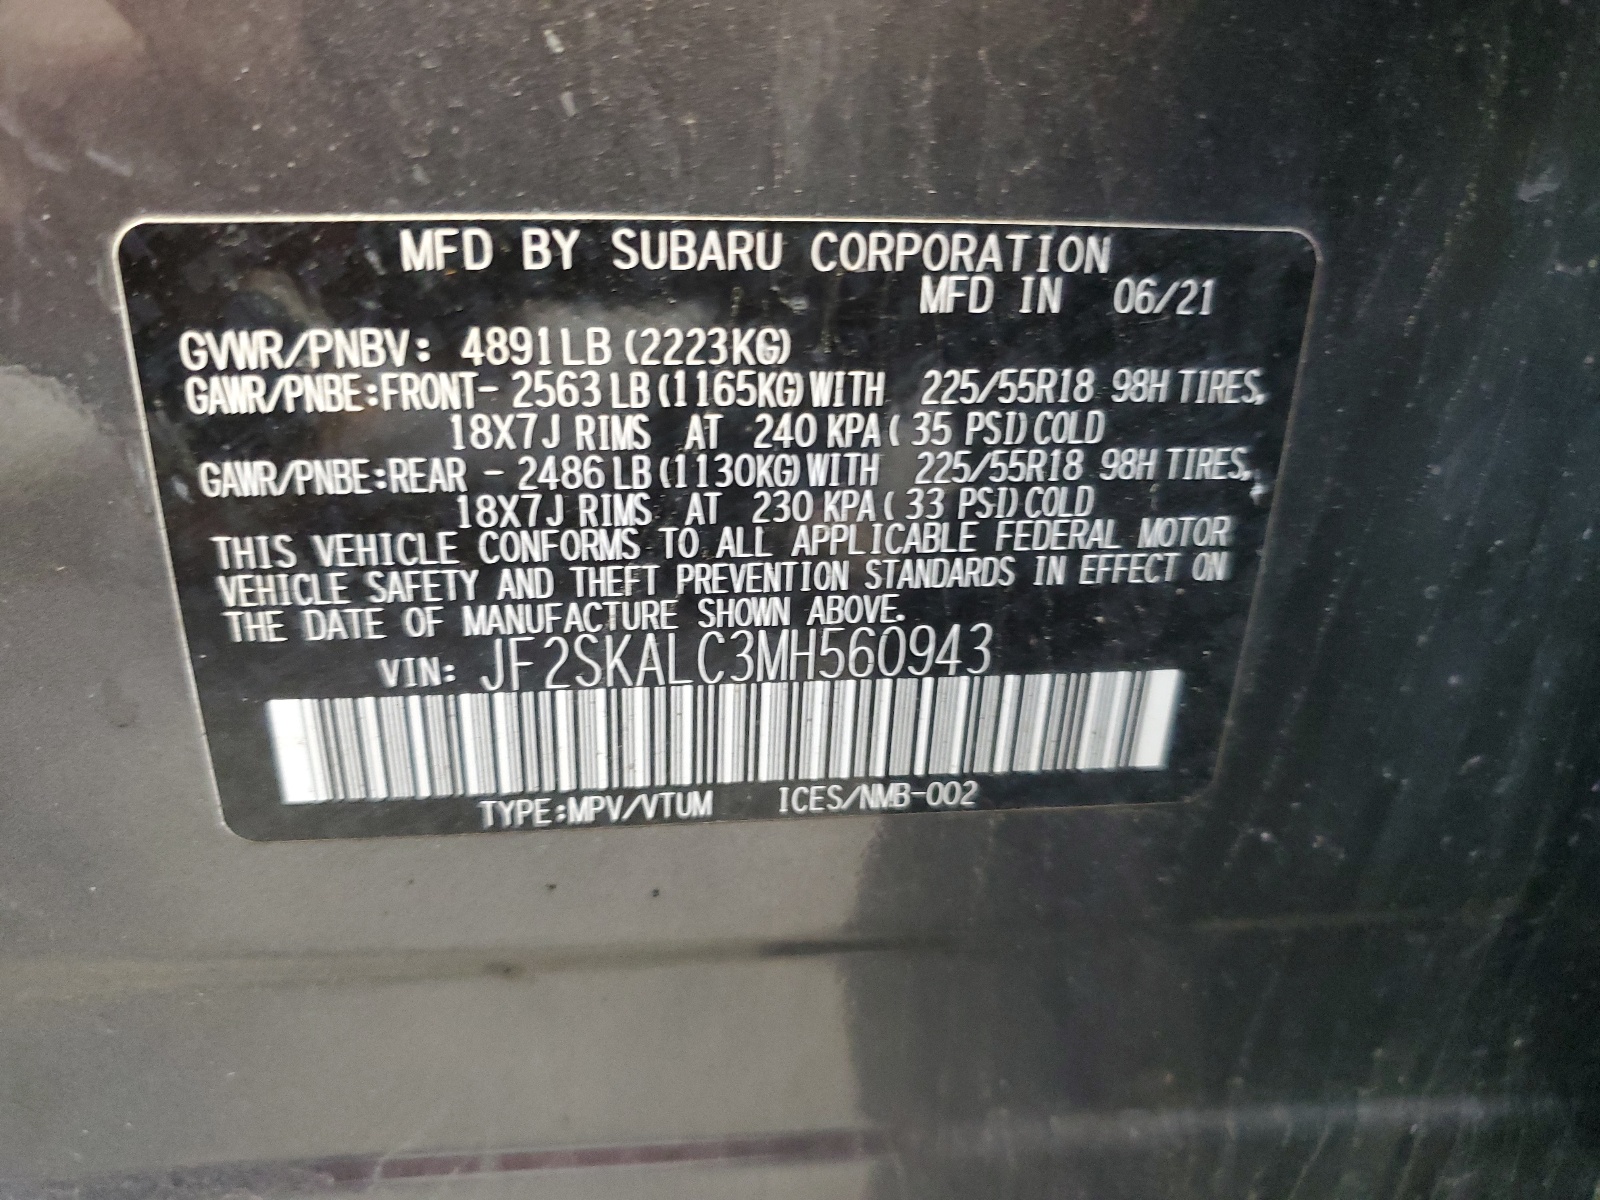 MFD BY SUBARU CORPORATION
MFD IN 06/21
GVWR/PNBV: 4891LB (2223KG)
GAWR/PNBE:FRONT- 2563 LB (1165KG) WITH 225/55R18 98H TIRES,
18X7J RIMS AT 240 KPA ( 35 PSI) COLD
GAWR/PNBE:REAR - 2486 LB (1130KG) WITH 225/55R18 98H TIRES,
18X7J RIMS AT 230 KPA ( 33 PSI) COLD
THIS VEHICLE CONFORMS TO ALL APPLICABLE FEDERAL MOTOR
VEHICLE SAFETY AND THEFT PREVENTION STANDARDS IN EFFECT ON
THE DATE OF MANUFACTURE SHOWN ABOVE.
VIN: JF2SKALC3MH560943
TYPE:MPV/VTUM ICES/NMB-002